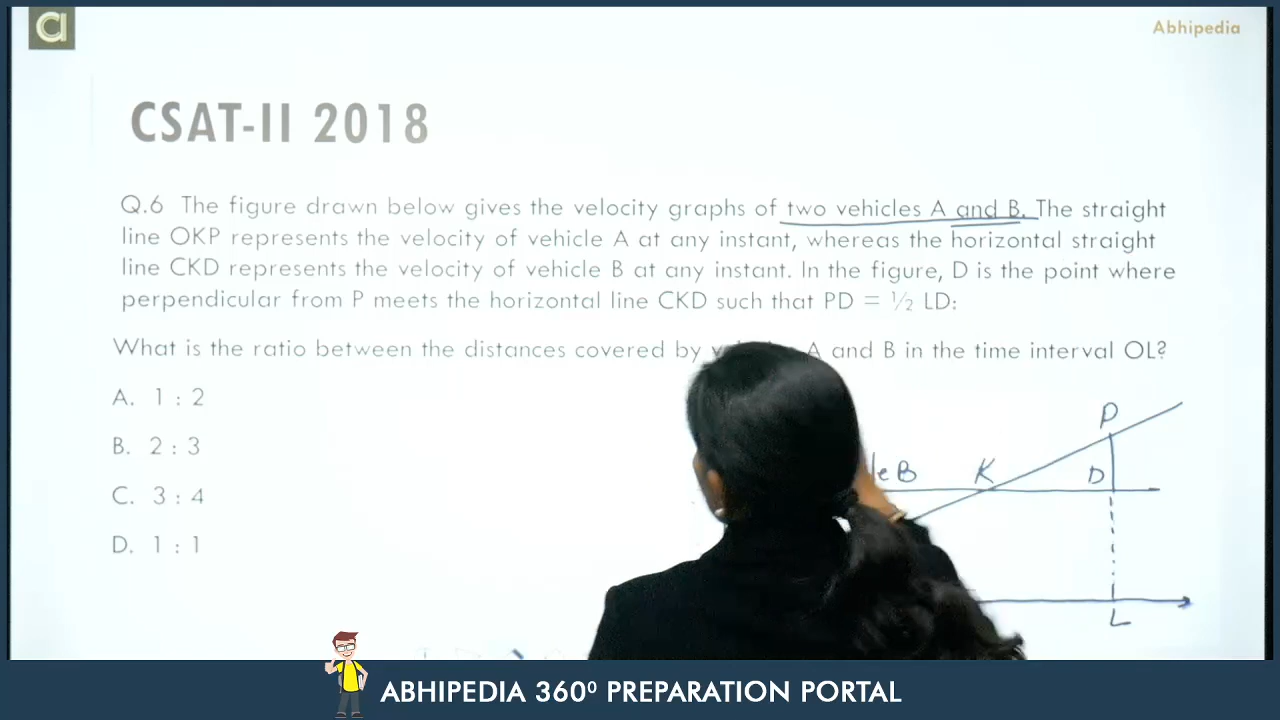 a
Abhipedia
CSAT-II 2018
Q.6 The figure drawn below gives the velocity graphs of two vehicles A and B. The straight
line OKP represents the velocity of vehicle A at any instant, whereas the horizontal straight
line CKD represents the velocity of vehicle B at any instant. In the figure, D is the point where
perpendicular from P meets the horizontal line CKD such that PD = ½ LD:
What is the ratio between the distances covered by A and B in the time interval OL?
A. 1 : 2
B. 2 : 3
C. 3 : 4
D. 1 : 1
P
B K D
L
ABHIPEDIA 360⁰ PREPARATION PORTAL